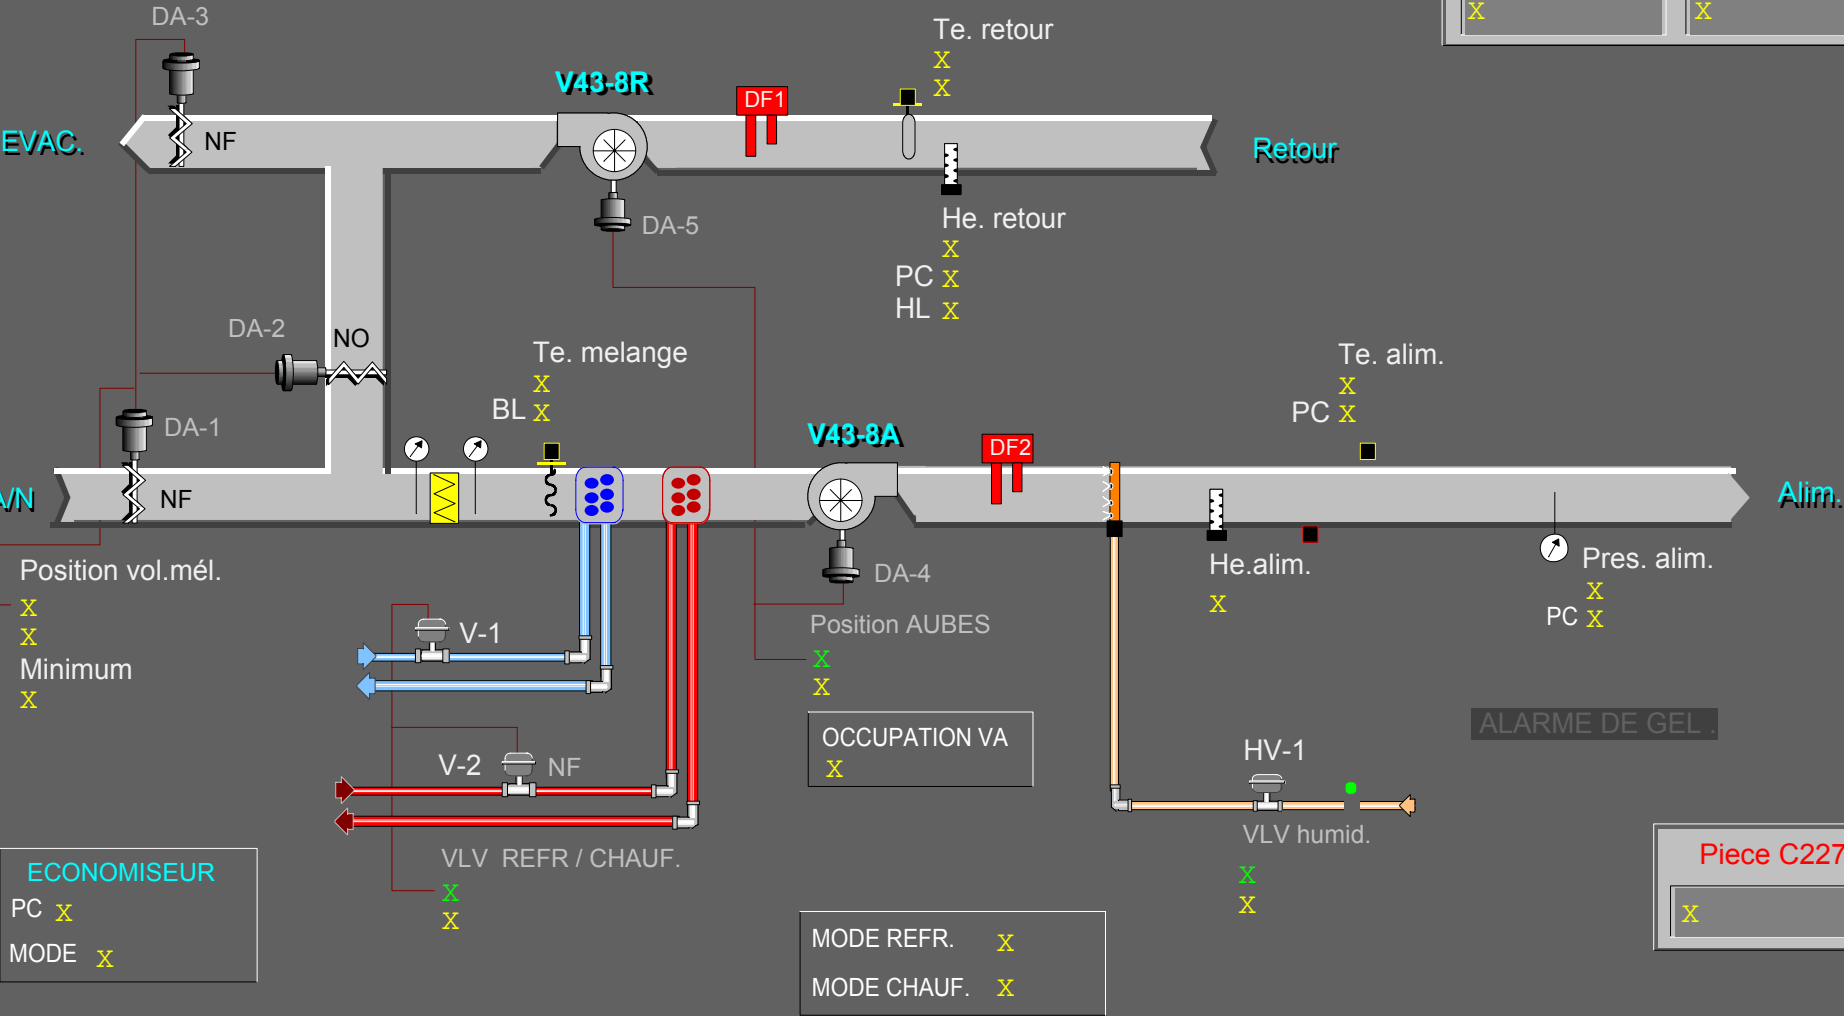 DA-3
X
X
Te. retour
X
X
V43-8R
DF1
EVAC.
NF
Retour
DA-5
He. retour
X
PC X
HL X
DA-2
NO
Te. melange
X
BL X
Te. alim.
X
PC X
DA-1
V43-8A
DF2
A/N
NF
Alim.
Position vol.mél.
X
X
Minimum
X
DA-4
He.alim.
X
Pres. alim.
X
PC X
V-1
Position AUBES
X
X
OCCUPATION VA
X
ALARME DE GEL .
V-2
NF
HV-1
VLV humid.
X
X
VLV REFR / CHAUF.
X
X
Piece C227
X
ECONOMISEUR
PC X
MODE X
MODE REFR. X
MODE CHAUF. X